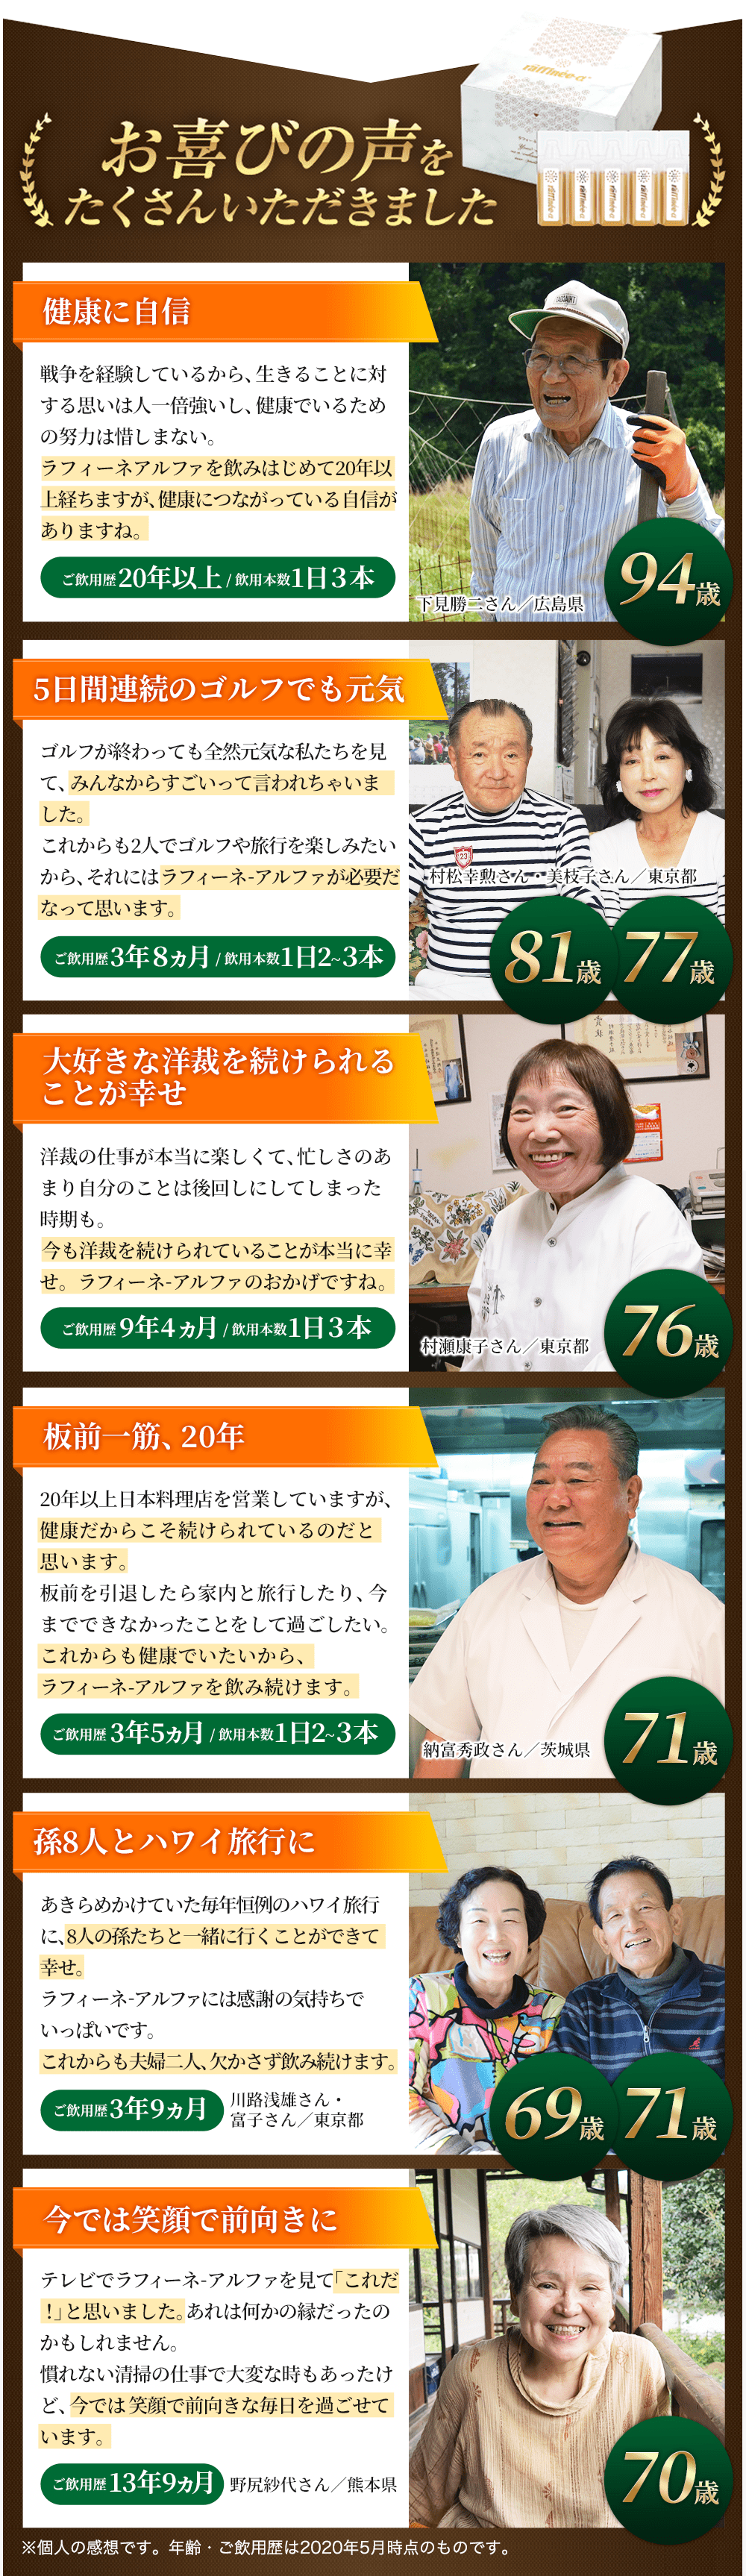 raffinee-α
お喜びの声を
たくさんいただきました
健康に自信
戦争を経験しているから、生きることに対
する思いは人一倍強いし、健康でいるため
の努力は惜しまない。
ラフィーネアルファを飲みはじめて20年以
上経ちますが、健康につながっている自信が
ありますね。
ご飲用歴20年以上/飲用本数1日3本
下見勝二さん／広島県
94歳
5日間連続のゴルフでも元気
ゴルフが終わっても全然元気な私たちを見
て、みんなからすごいって言われちゃいま
した。
これからも2人でゴルフや旅行を楽しみたい
から、それにはラフィーネ-アルファが必要だ
なって思います。
ご飲用歴3年8ヵ月/飲用本数1日2~3本
23
村松幸勲さん・美枝子さん／東京都
81歳 77歳
大好きな洋裁を続けられる
ことが幸せ
洋裁の仕事が本当に楽しくて、忙しさのあ
まり自分のことは後回しにしてしまった
時期も。
今も洋裁を続けられていることが本当に幸
せ。ラフィーネ-アルファのおかげですね。
ご飲用歴9年4ヵ月/飲用本数1日3本
村瀬康子さん／東京都
76歳
板前一筋、20年
20年以上日本料理店を営業していますが、
健康だからこそ続けられているのだと
思います。
板前を引退したら家内と旅行したり、今
までできなかったことをして過ごしたい。
これからも健康でいたいから、
ラフィーネ-アルファを飲み続けます。
ご飲用歴3年5ヵ月/飲用本数1日2~3本
納富秀政さん／茨城県
71歳
孫8人とハワイ旅行に
あきらめかけていた毎年恒例のハワイ旅行
に、8人の孫たちと一緒に行くことができて
幸せ。
ラフィーネ-アルファには感謝の気持ちで
いっぱいです。
これからも夫婦二人、欠かさず飲み続けます。
ご飲用歴3年9ヵ月
川路浅雄さん・
富子さん／東京都
69歳 71歳
今では笑顔で前向きに
テレビでラフィーネ-アルファを見て「これだ
！」と思いました。あれは何かの縁だったの
かもしれません。
慣れない清掃の仕事で大変な時もあったけ
ど、今では笑顔で前向きな毎日を過ごせて
います。
ご飲用歴13年9ヵ月
野尻紗代さん／熊本県
70歳
※個人の感想です。年齢・ご飲用歴は2020年5月時点のものです。